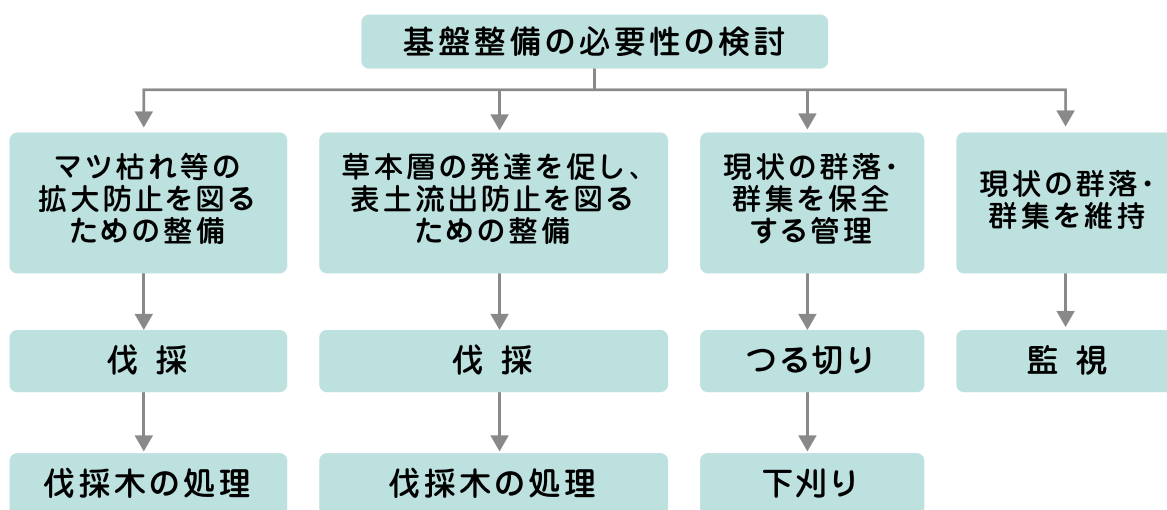 基盤整備の必要性の検討
マツ枯れ等の
拡大防止を図る
ための整備
草本層の発達を促し、
表土流出防止を図る
ための整備
現状の群落・
群集を保全
する管理
現状の群落・
群集を維持
伐 採
伐 採
つる切り
監 視
伐採木の処理
伐採木の処理
下刈り